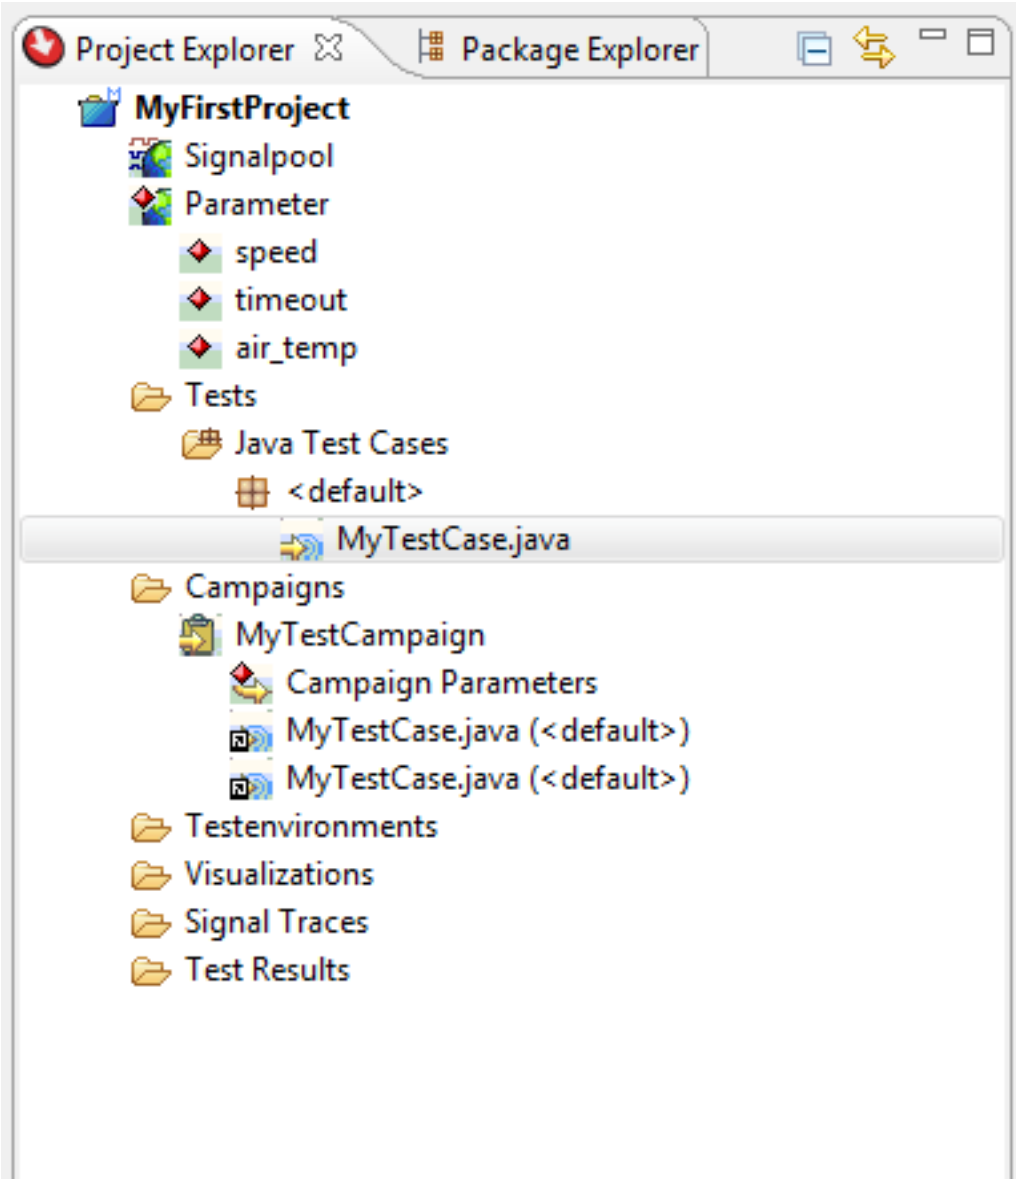 Project Explorer Package Explorer
MyFirstProject
Signalpool
Parameter
speed
timeout
air_temp
Tests
Java Test Cases
<default>
MyTestCase.java
Campaigns
MyTestCampaign
Campaign Parameters
MyTestCase.java (<default>)
MyTestCase.java (<default>)
Testenvironments
Visualizations
Signal Traces
Test Results